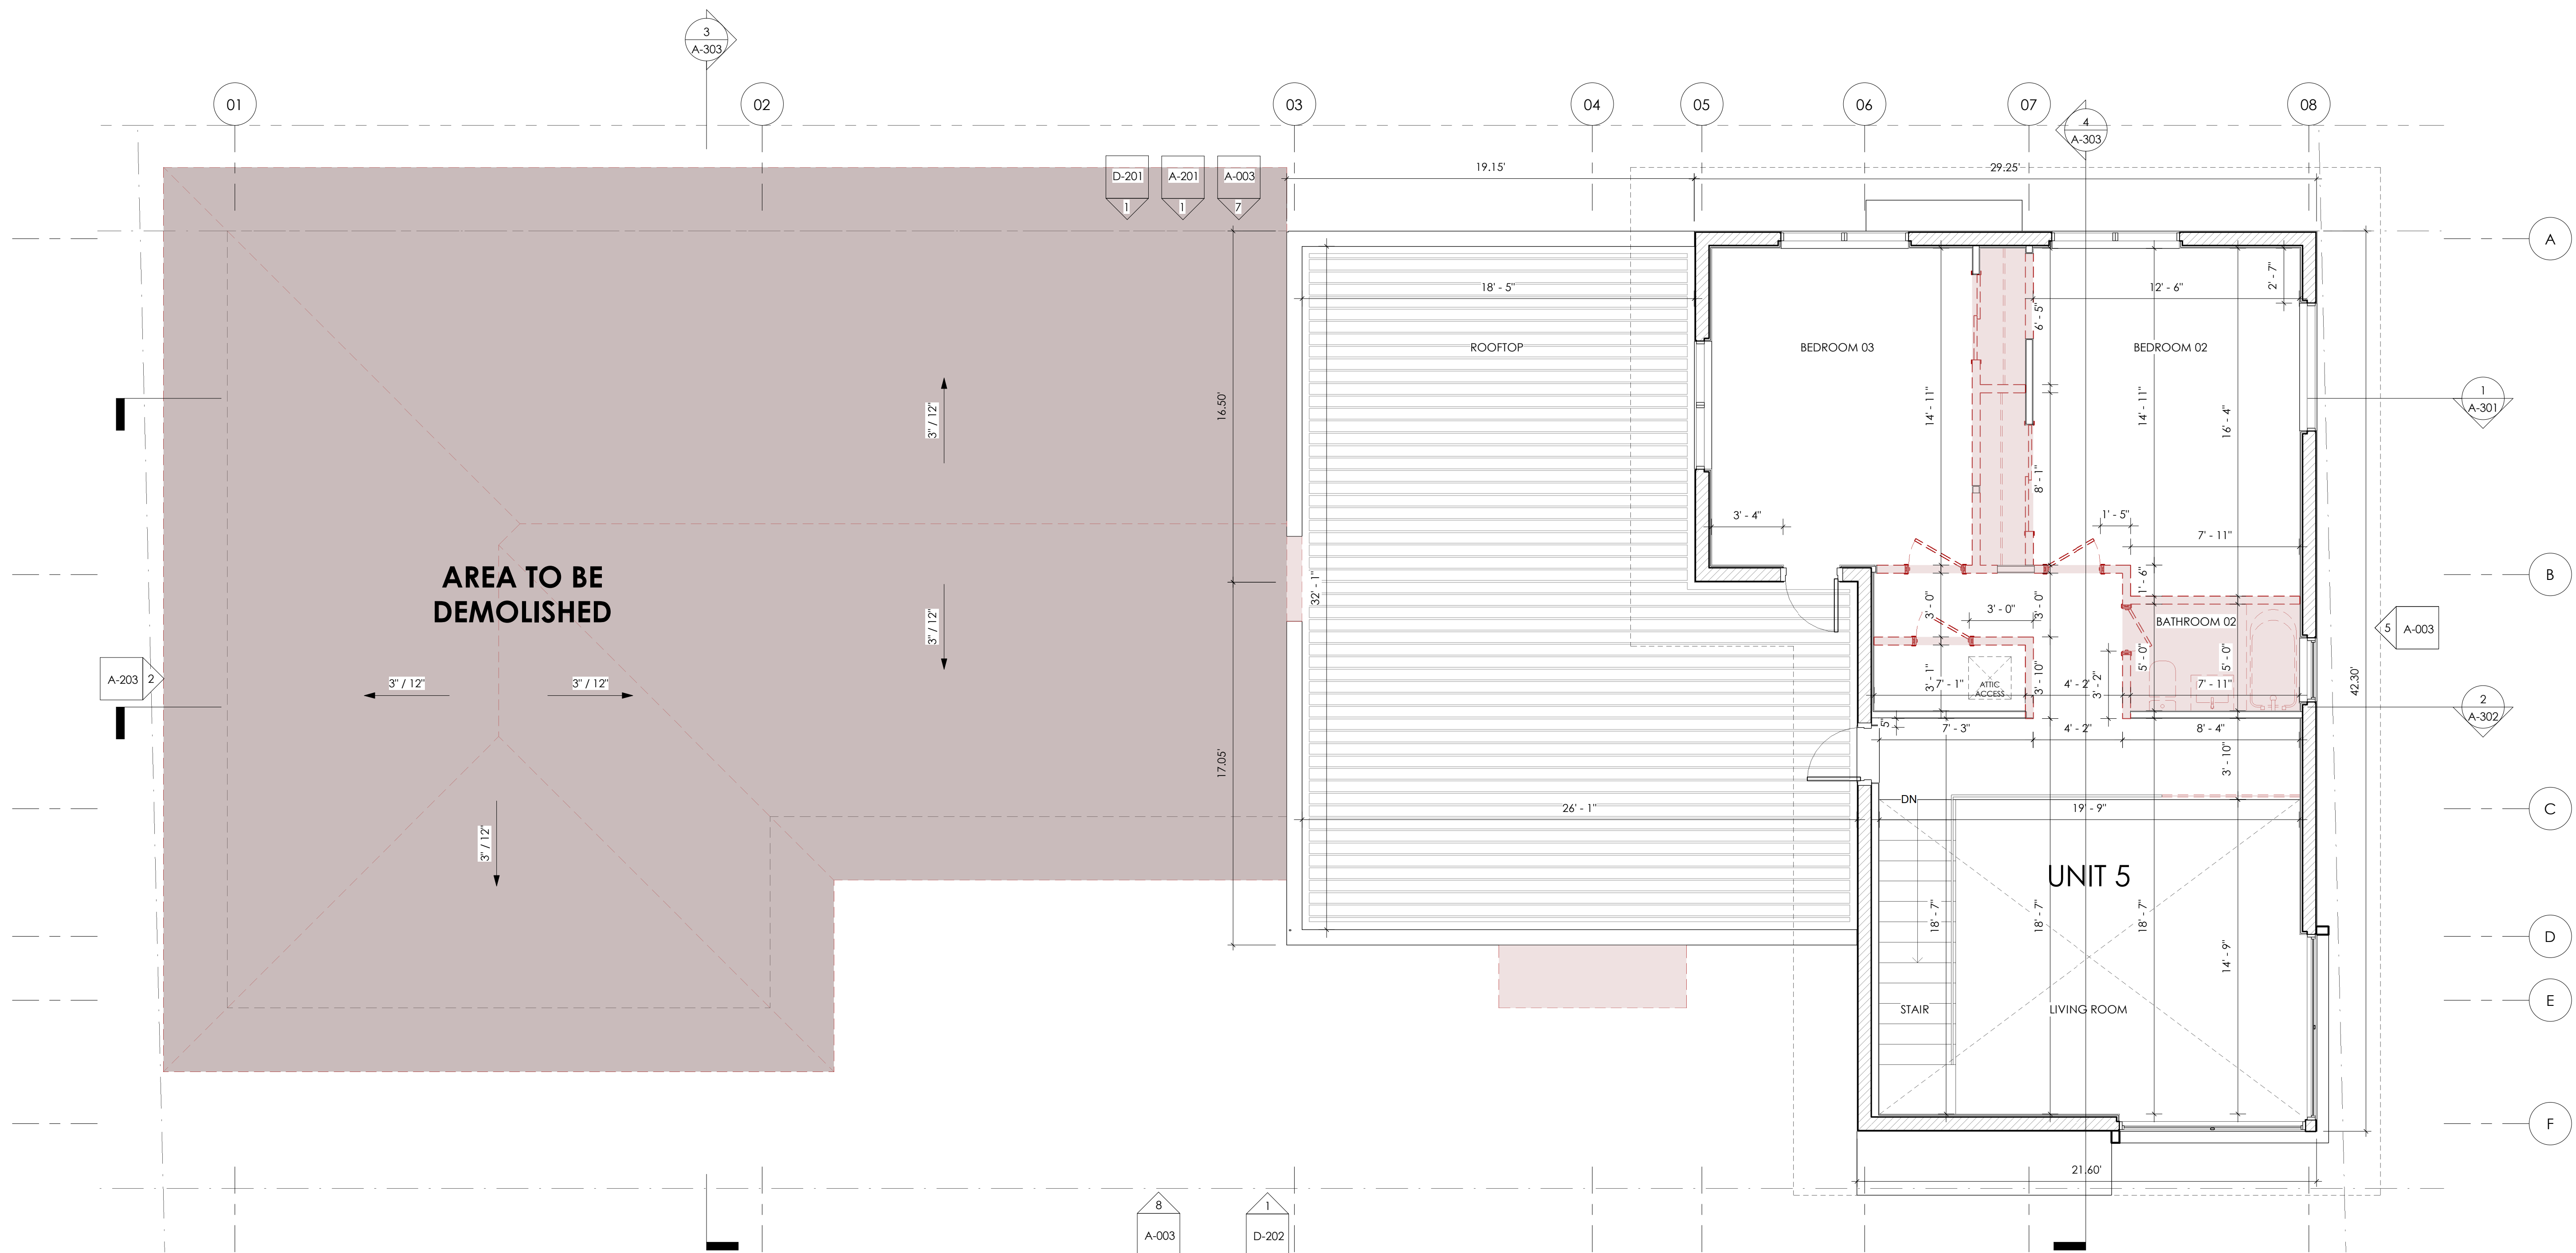 3
A-303
01
02
03
04
05
06
07
08
4
A-303
D-201
1
A-201
1
A-003
7
19.15'
29.25'
A
2' - 7"
18' - 5"
12' - 6"
6' - 5"
ROOFTOP
BEDROOM 03
BEDROOM 02
1
A-301
16.50'
3" / 12"
14' - 11"
14' - 11"
16' - 4"
8' - 1"
3' - 4"
1' - 5"
7' - 11"
AREA TO BE
DEMOLISHED
B
32' - 1"
1' - 6"
3" / 12"
3' - 0"
3' - 0"
3' - 0"
BATHROOM 02
5
A-003
A-203
2
3" / 12"
3" / 12"
3' - 1"
7' - 1"
ATTIC
ACCESS
3' - 10"
4' - 2"
3' - 2"
5' - 0"
5' - 0"
7' - 11"
42.30'
2
A-302
5"
7' - 3"
4' - 2"
8' - 4"
17.05'
3' - 10"
DN
26' - 1"
19' - 9"
C
3" / 12"
UNIT 5
18' - 7"
18' - 7"
18' - 7"
14' - 9"
D
STAIR
LIVING ROOM
E
F
21.60'
8
A-003
1
D-202